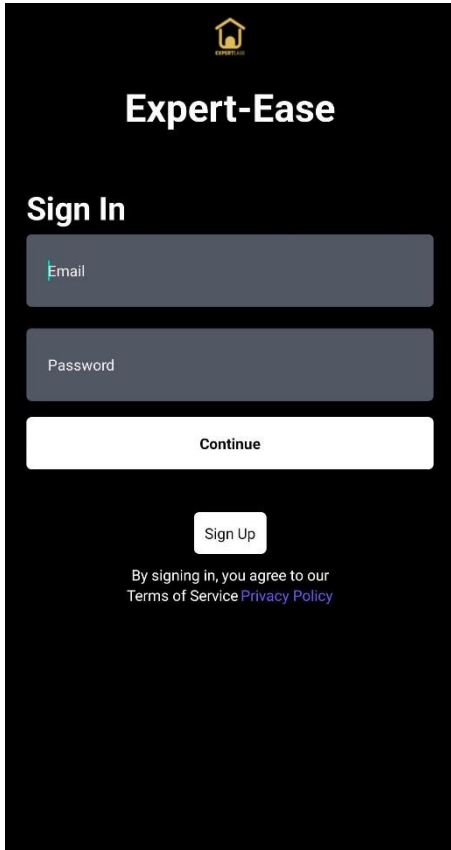 EXPERTEASE
Expert-Ease
Sign In
Email
Password
Continue
Sign Up
By signing in, you agree to our
Terms of Service Privacy Policy